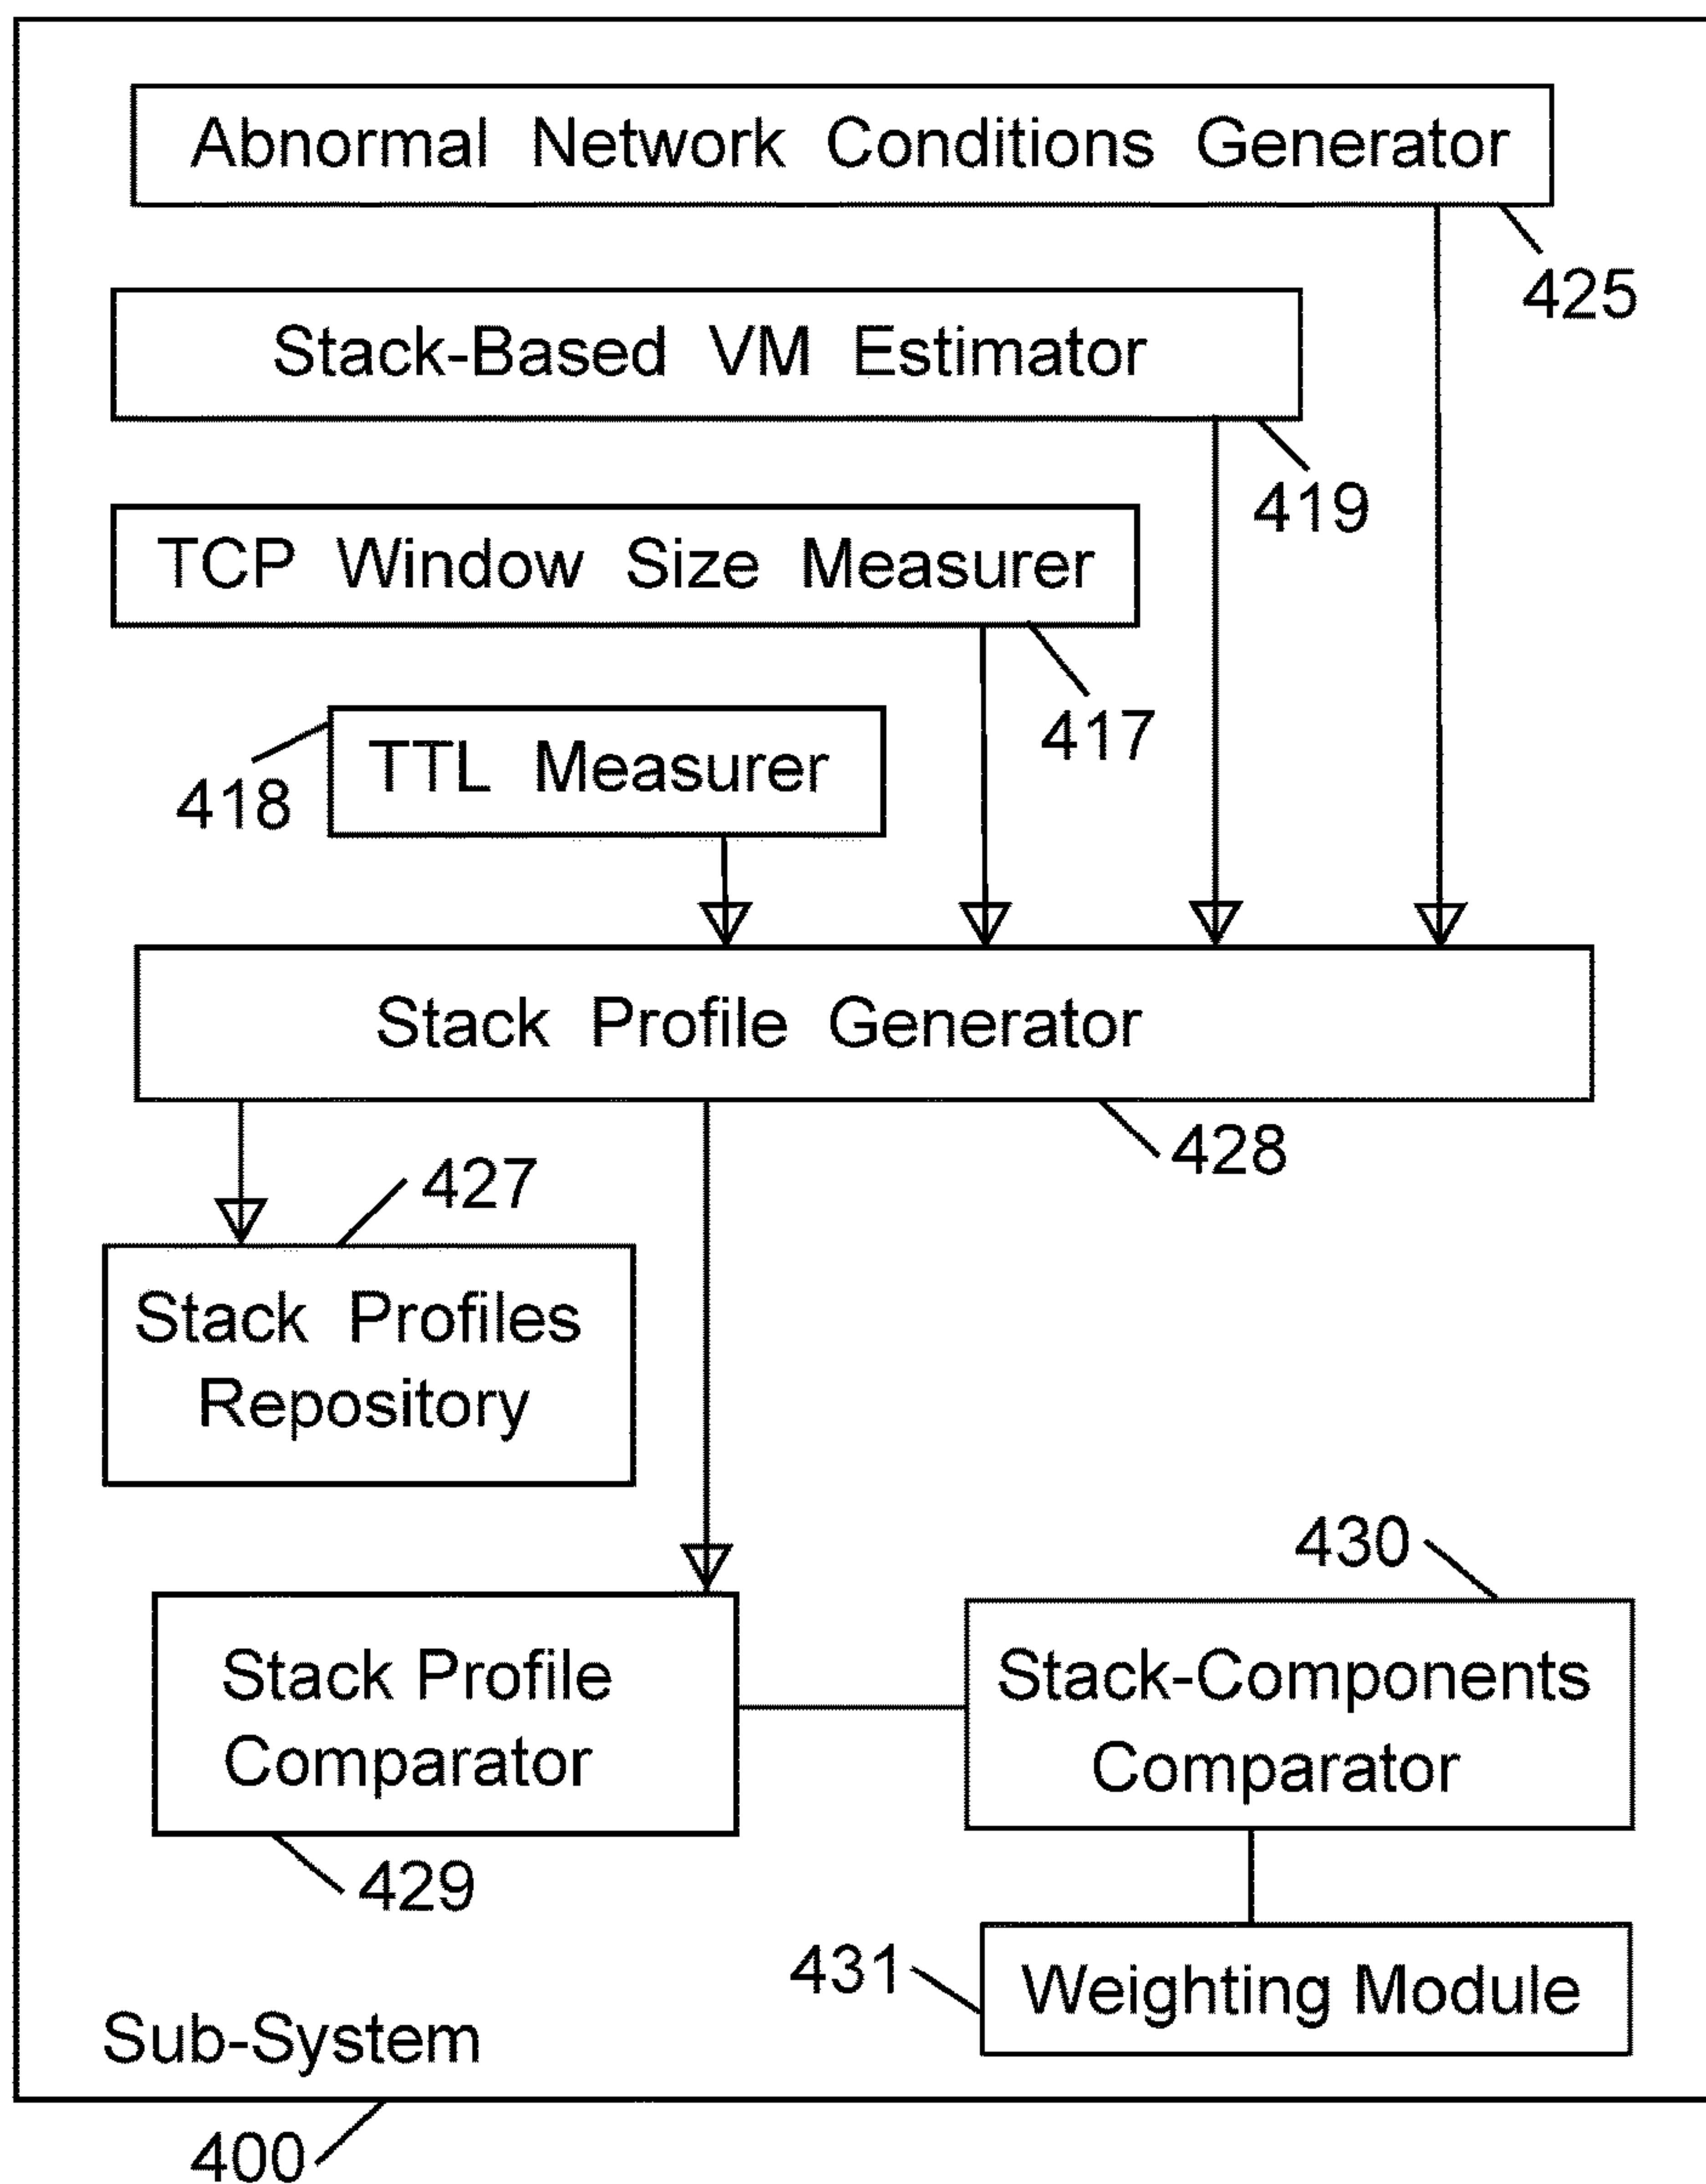 Abnormal Network Conditions Generator
425
Stack-Based VM Estimator
419
TCP Window Size Measurer
417
TTL Measurer
418
Stack Profile Generator
428
427
Stack Profiles
Repository
430
Stack Profile
Comparator
429
Stack-Components
Comparator
431
Weighting Module
Sub-System
400